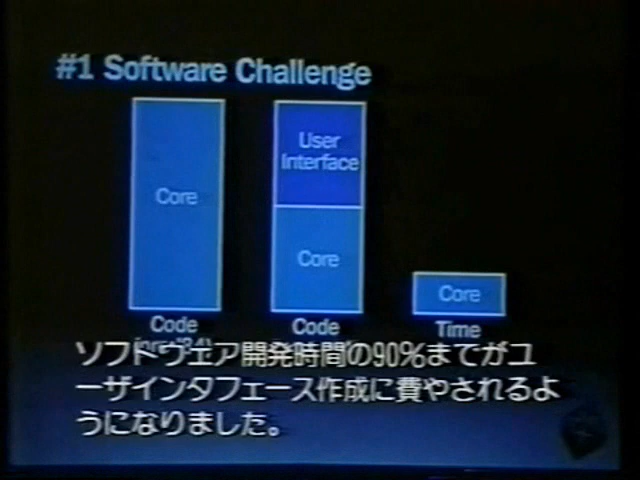 #1 Software Challenge
User
Interface
Core
Core
Core
Code
Code
Time
ソフトウェア開発時間の90%までがユ
ーザインタフェース作成に費やされるよ
うになりました。